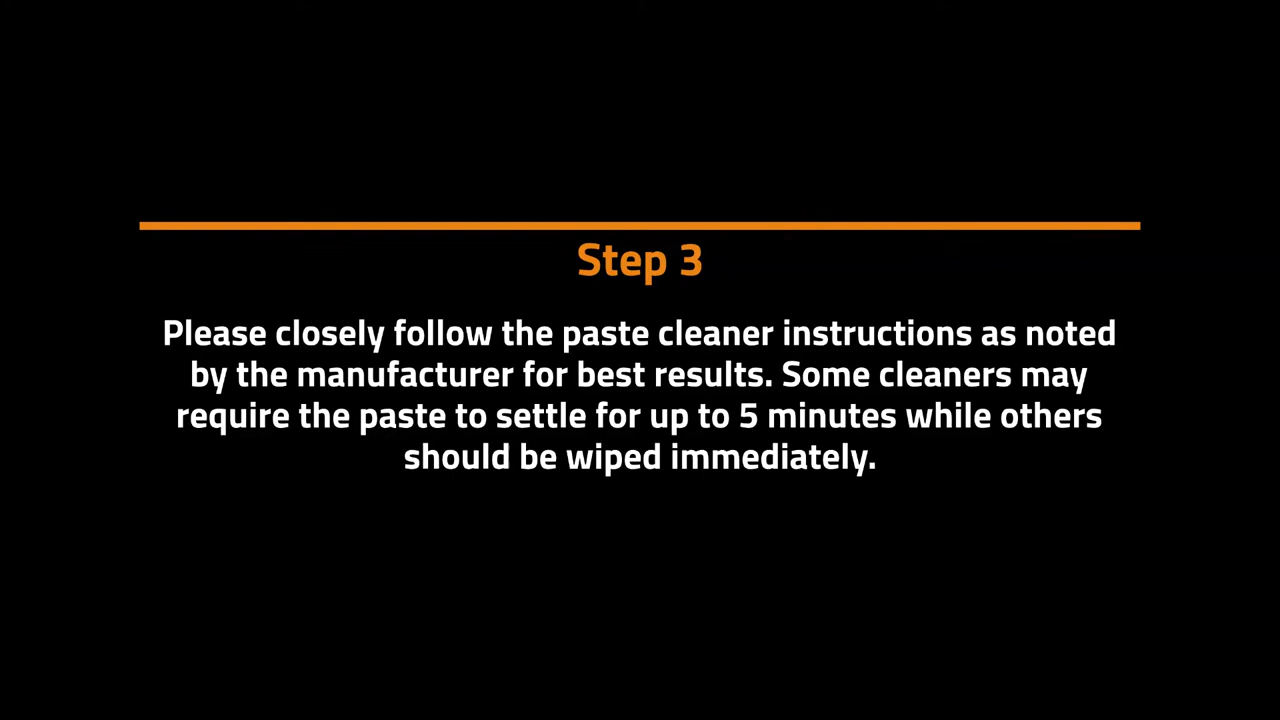 Step 3
Please closely follow the paste cleaner instructions as noted
by the manufacturer for best results. Some cleaners may
require the paste to settle for up to 5 minutes while others
should be wiped immediately.